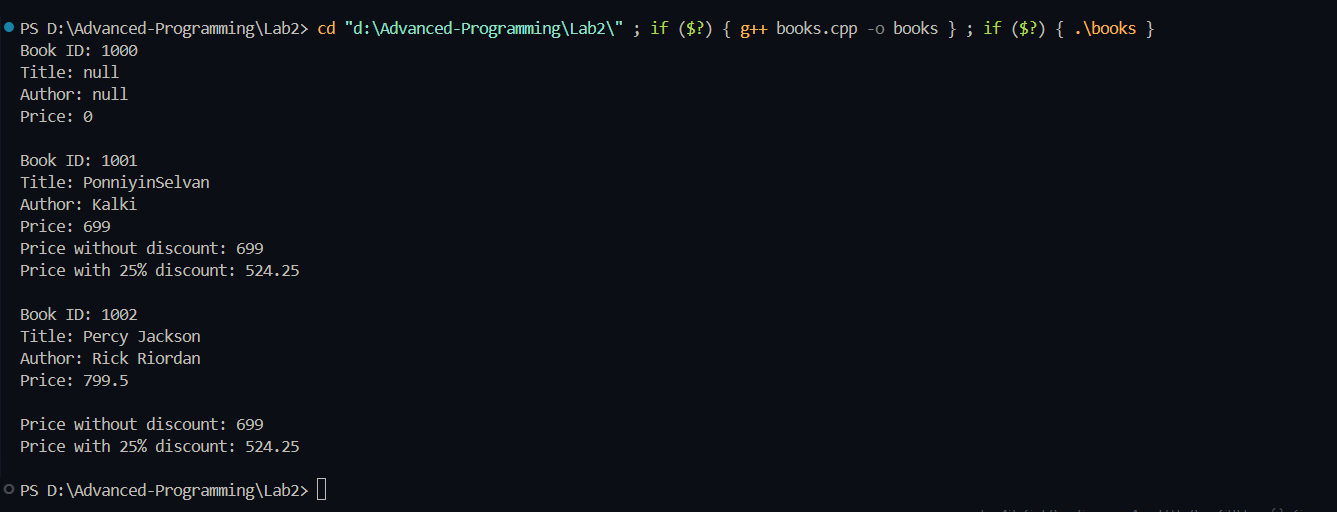 PS D:\Advanced-Programming\Lab2> cd "d:\Advanced-Programming\Lab2\" ; if ($?) { g++ books.cpp -o books } ; if ($?) { .\books }
Book ID: 1000
Title: null
Author: null
Price: 0
Book ID: 1001
Title: PonniyinSelvan
Author: Kalki
Price: 699
Price without discount: 699
Price with 25% discount: 524.25
Book ID: 1002
Title: Percy Jackson
Author: Rick Riordan
Price: 799.5
Price without discount: 699
Price with 25% discount: 524.25
PS D:\Advanced-Programming\Lab2>